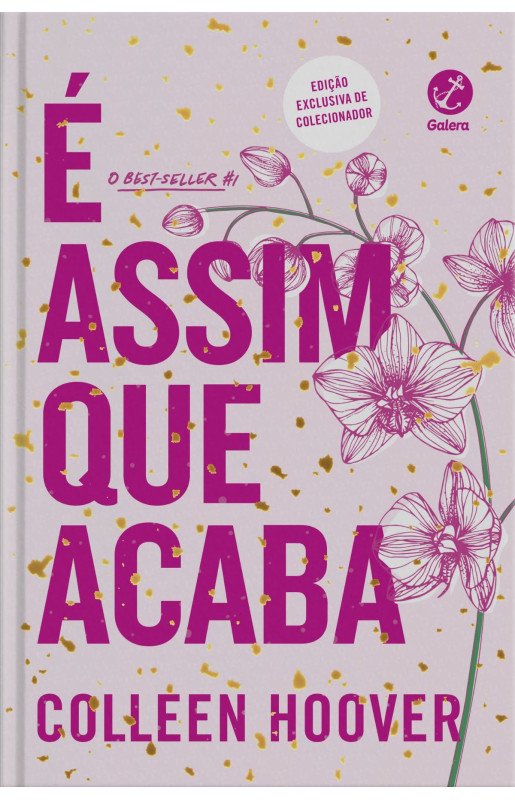 EDIÇÃO
EXCLUSIVA DE
COLECIONADOR
Galera
É
O BEST-SELLER #1
ASSIM
QUE
ACABA
COLLEEN HOOVER